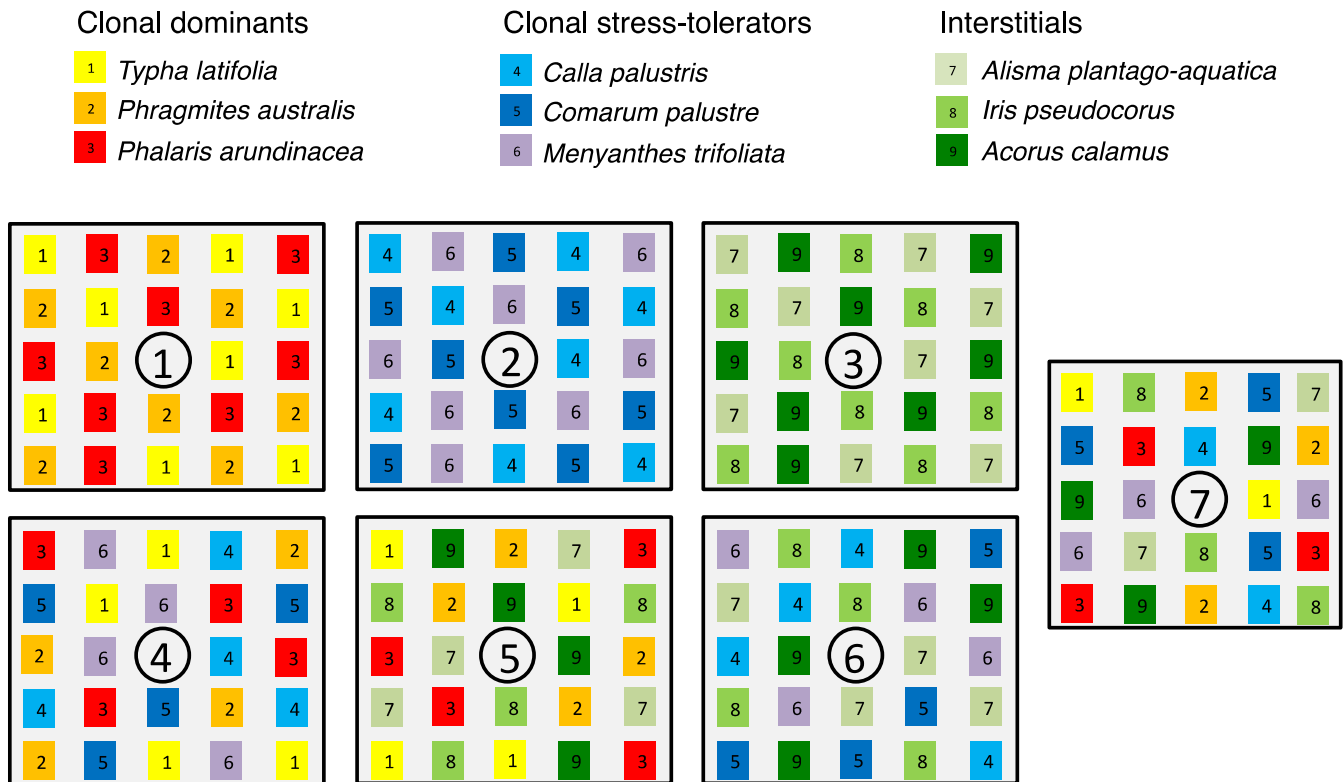 Clonal dominants
1 Typha latifolia
2 Phragmites australis
3 Phalaris arundinacea
Clonal stress-tolerators
4 Calla palustris
5 Comarum palustre
6 Menyanthes trifoliata
Interstitials
7 Alisma plantago-aquatica
8 Iris pseudocorus
9 Acorus calamus
1 3 2 1 3
2 1 3 2 1
3 2 1 1 3
1 3 2 3 2
2 3 1 2 1
4 6 5 4 6
5 4 6 5 4
6 5 2 4 6
4 6 5 6 5
5 6 4 5 4
7 9 8 7 9
8 7 9 8 7
9 8 3 7 9
7 9 8 9 8
8 9 7 8 7
3 6 1 4 2
5 1 6 3 5
2 6 4 4 3
4 3 5 2 4
2 5 1 6 1
1 9 2 7 3
8 2 9 1 8
3 7 5 9 2
7 3 8 2 7
1 8 1 9 3
6 8 4 9 5
7 4 8 6 9
4 9 6 7 6
8 6 7 5 7
5 9 5 8 4
1 8 2 5 7
5 3 4 9 2
9 6 7 1 6
6 7 8 5 3
3 9 2 4 8